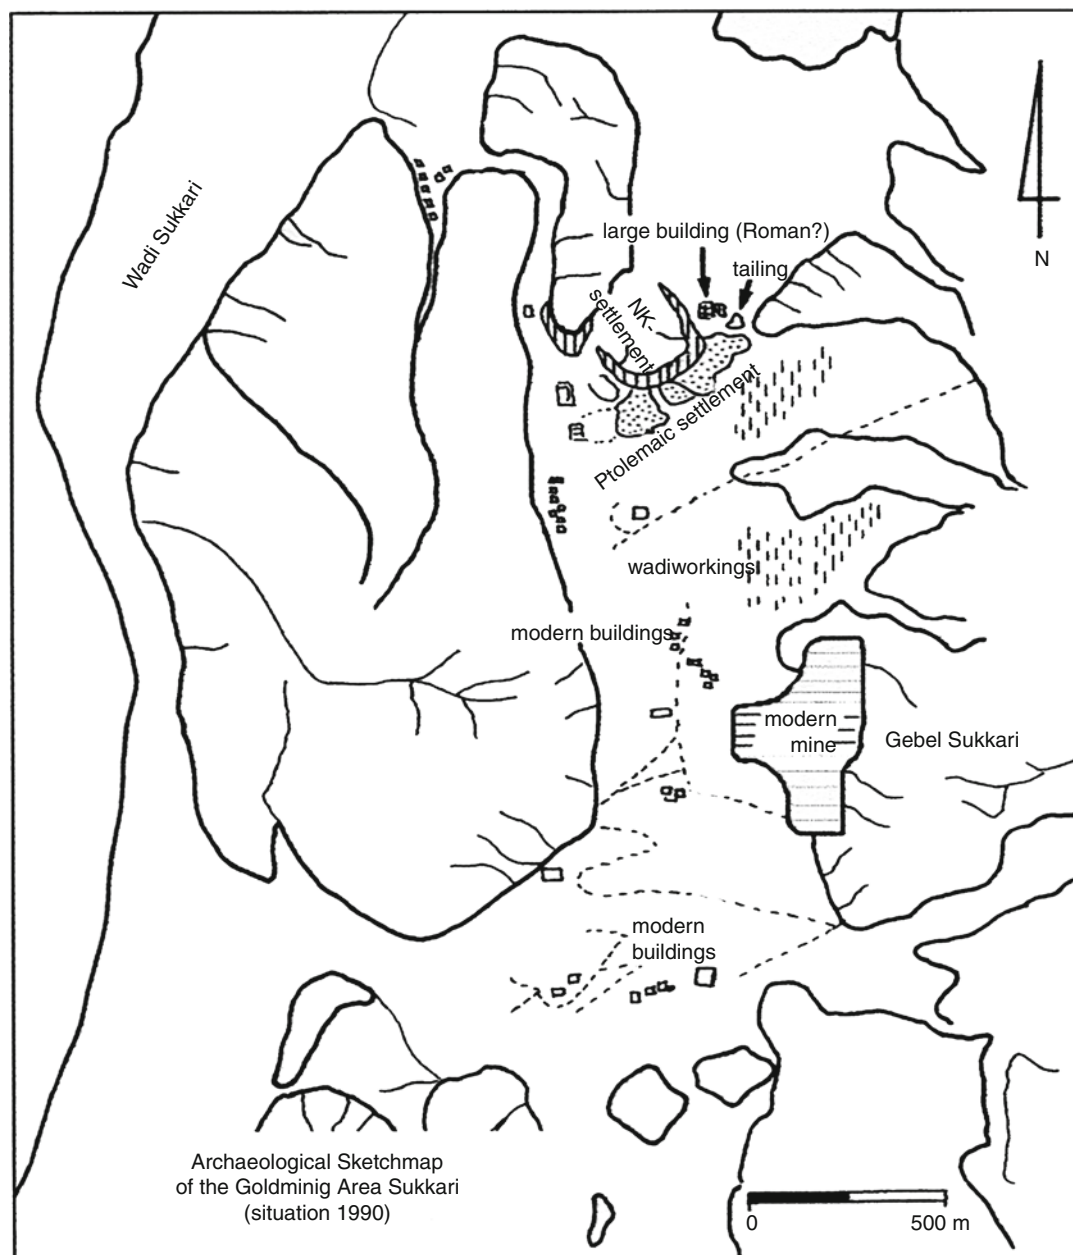 Wadi Sukkari
large building (Roman?)
tailing
N
NK-
settlement
Ptolemaic settlement
wadiworkings
modern buildings
modern
mine
Gebel Sukkari
modern
buildings
Archaeological Sketchmap
of the Goldminig Area Sukkari
(situation 1990)
0
500 m